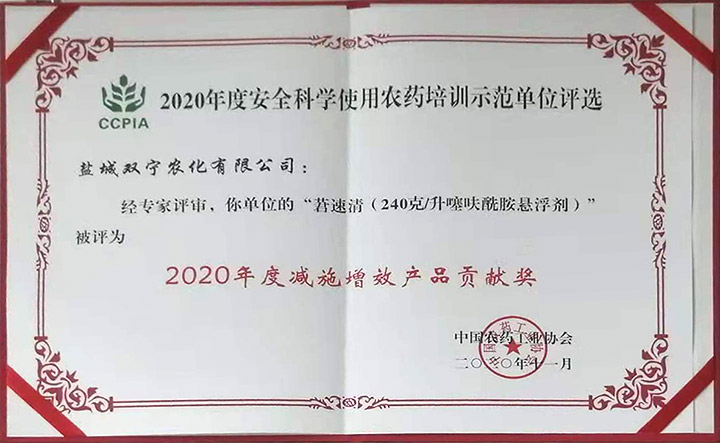 CCPIA
2020年度安全科学使用农药培训示范单位评选
盐城双宁农化有限公司：
经专家评审，你单位的“萻速清（240克/升噻呋酰胺悬浮剂）”
被评为
2020年度减施增效产品贡献奖
中国农药工业协会
二〇二〇年十一月